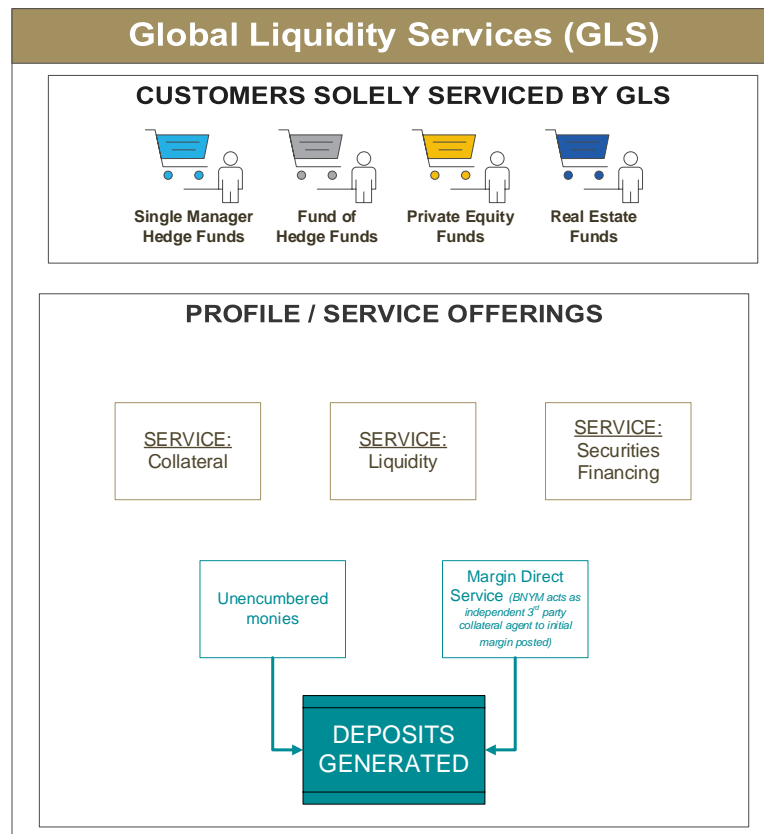 Global Liquidity Services (GLS)
CUSTOMERS SOLELY SERVICED BY GLS
Single Manager
Hedge Funds
Fund of
Hedge Funds
Private Equity
Funds
Real Estate
Funds
PROFILE / SERVICE OFFERINGS
SERVICE:
Collateral
SERVICE:
Liquidity
SERVICE:
Securities
Financing
Unencumbered
monies
Margin Direct
Service (BNYM acts as
independent 3rd party
collateral agent to initial
margin posted)
DEPOSITS
GENERATED